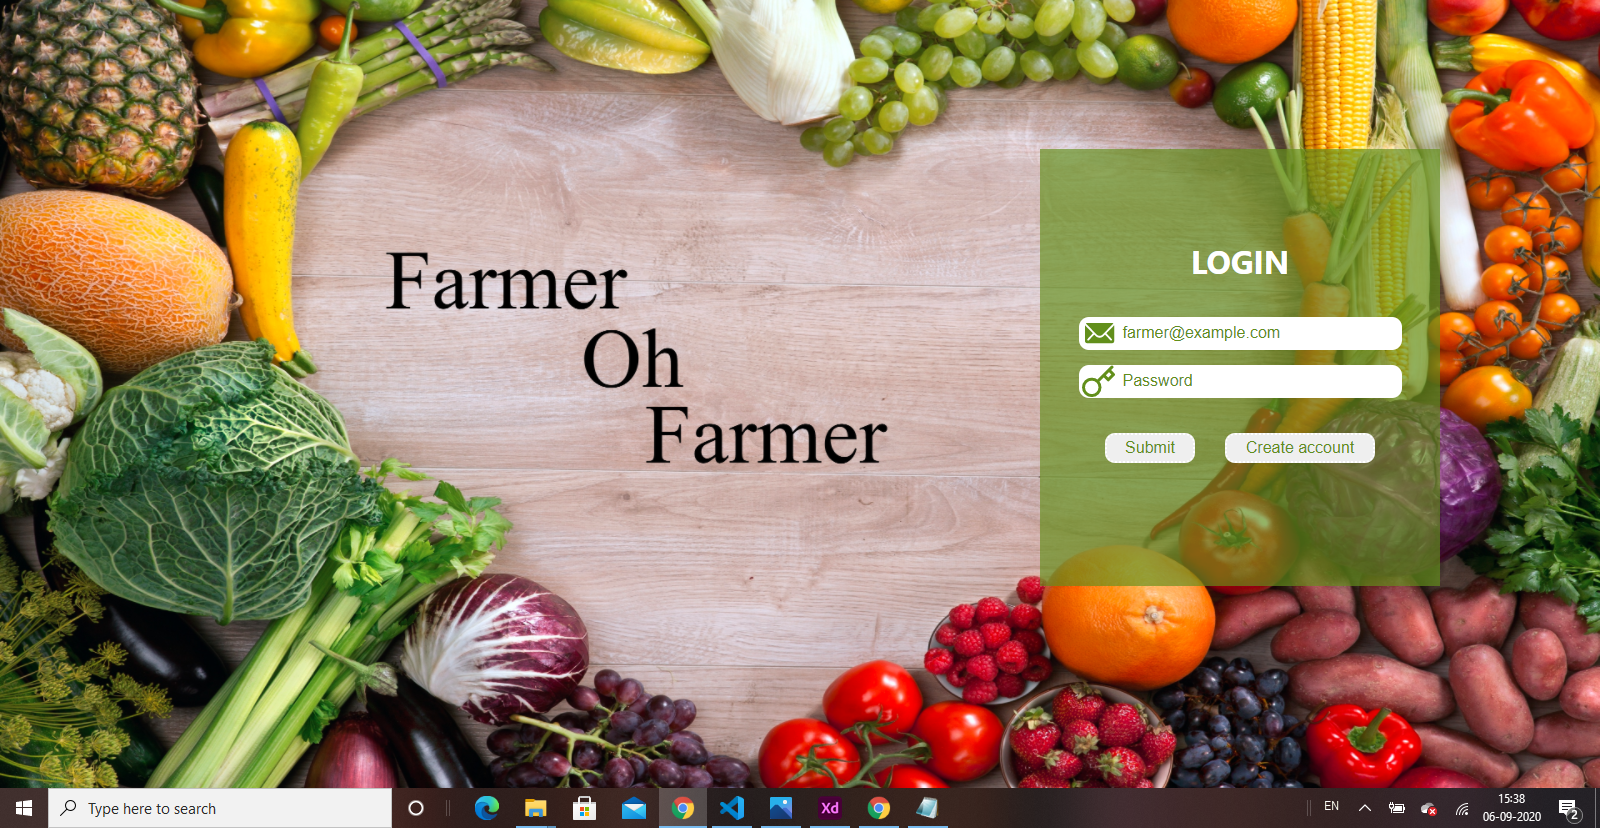 Farmer
Oh
Farmer
LOGIN
farmer@example.com
Password
Submit
Create account
Type here to search
Xd
EN
15:38
06-09-2020
2